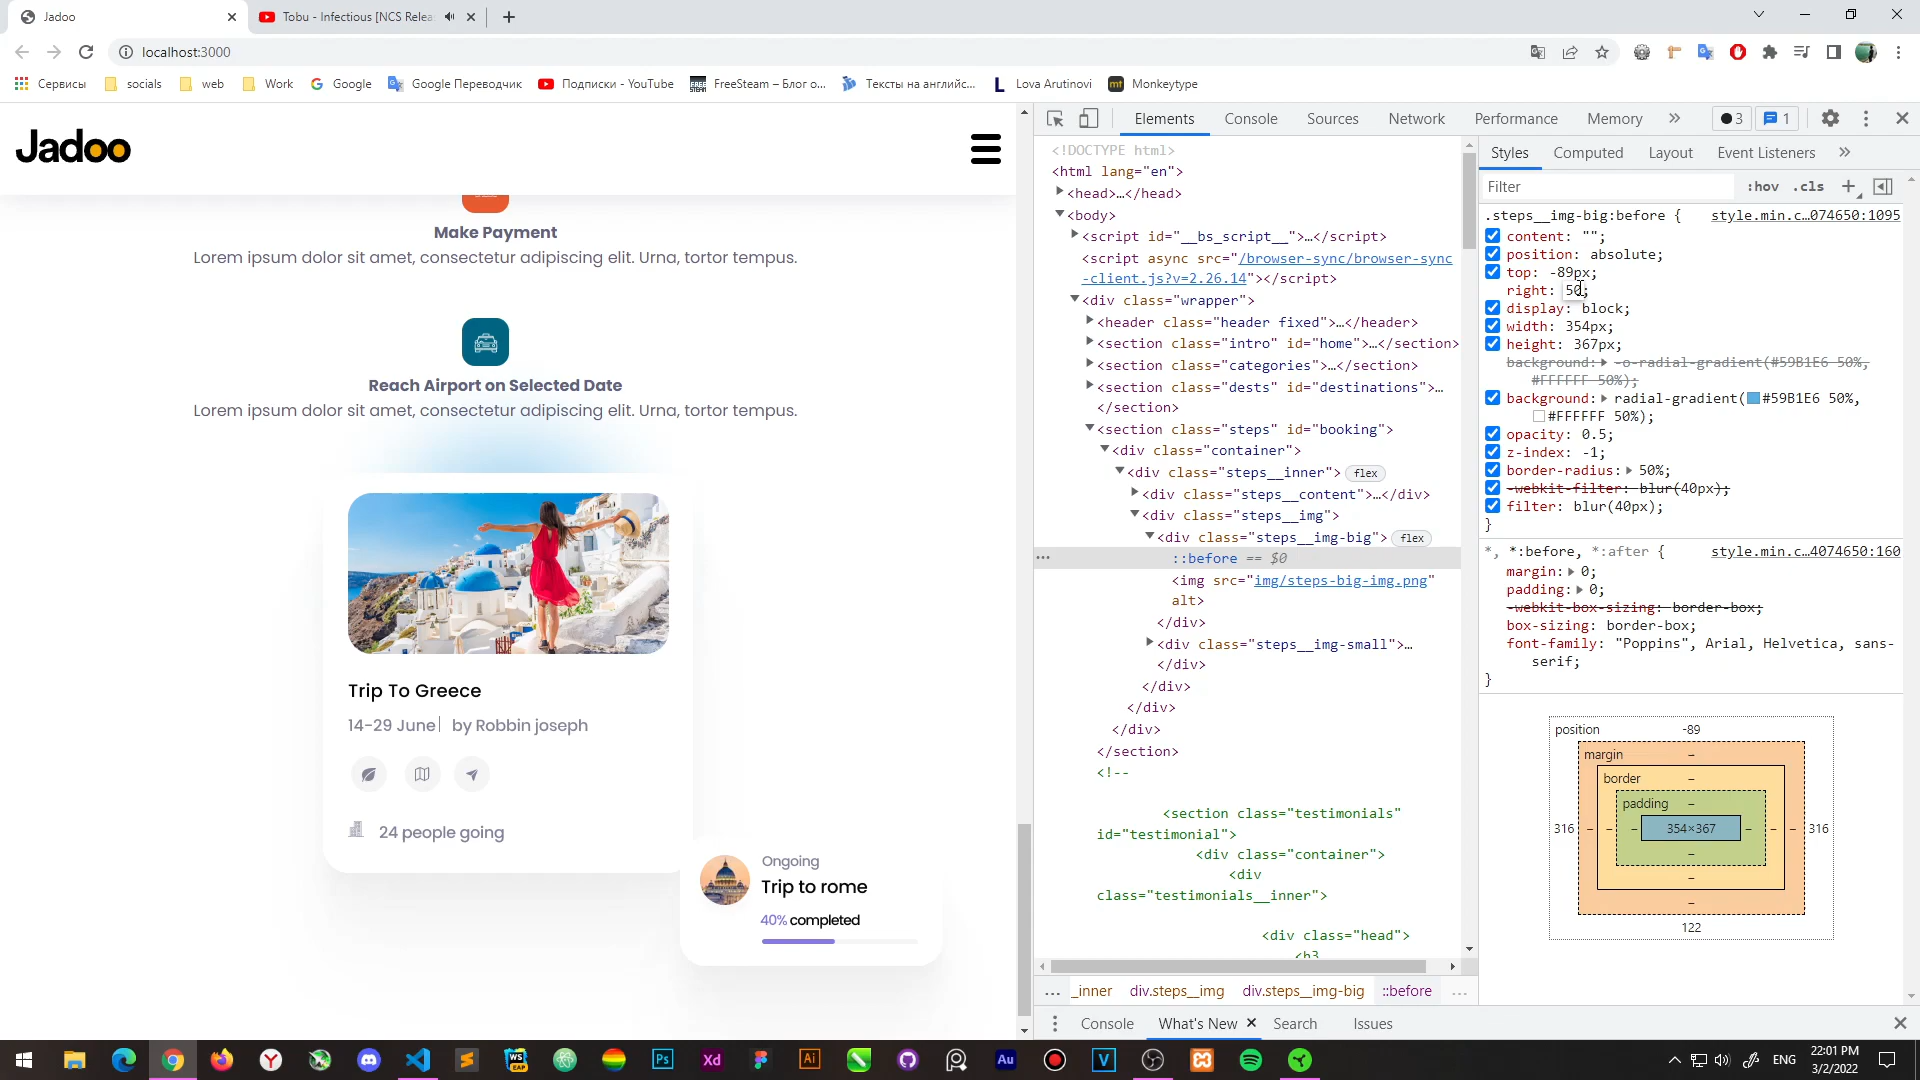 Jadoo
Tobu - Infectious [NCS Relea
localhost:3000
Сервисы
socials
web
Work
Google
Google Переводчик
Подписки - YouTube
FreeSteam – Блог о...
Тексты на английс...
Lova Arutinovi
Monkeytype
Jadoo
Make Payment
Lorem ipsum dolor sit amet, consectetur adipiscing elit. Urna, tortor tempus.
Reach Airport on Selected Date
Lorem ipsum dolor sit amet, consectetur adipiscing elit. Urna, tortor tempus.
Trip To Greece
14-29 June| by Robbin joseph
24 people going
Ongoing
Trip to rome
40% completed
Elements
Console
Sources
Network
Performance
Memory
3
1
<!DOCTYPE html>
<html lang="en">
<head>…</head>
<body>
<script id="__bs_script__">…</script>
<script async src="/browser-sync/browser-sync
-client.js?v=2.26.14"></script>
<div class="wrapper">
<header class="header fixed">…</header>
<section class="intro" id="home">…</section>
<section class="categories">…</section>
<section class="dests" id="destinations">…
</section>
<section class="steps" id="booking">
<div class="container">
<div class="steps__inner"> flex
<div class="steps__content">…</div>
<div class="steps__img">
<div class="steps__img-big"> flex
::before == $0
<img src="img/steps-big-img.png"
alt>
</div>
<div class="steps__img-small">…
</div>
</div>
</div>
</div>
</section>
<!--
<section class="testimonials"
id="testimonial">
<div class="container">
<div
class="testimonials__inner">
<div class="head">
<h3
... _inner div.steps__img div.steps__img-big ::before ...
Styles
Computed
Layout
Event Listeners
Filter
:hov .cls
.steps__img-big:before { style.min.c…074650:1095
content: "";
position: absolute;
top: -89px;
right: 50;
display: block;
width: 354px;
height: 367px;
background: -o-radial-gradient(#59B1E6 50%,
#FFFFFF 50%);
background: radial-gradient(#59B1E6 50%,
#FFFFFF 50%);
opacity: 0.5;
z-index: -1;
border-radius: 50%;
-webkit-filter: blur(40px);
filter: blur(40px);
}
*, *:before, *:after { style.min.c…4074650:160
margin: 0;
padding: 0;
-webkit-box-sizing: border-box;
box-sizing: border-box;
font-family: "Poppins", Arial, Helvetica, sans-
serif;
}
position -89
margin –
border –
padding –
316 – – – 354×367 – – – 316
–
–
–
122
Console
What's New
Search
Issues
ENG
22:01 PM
3/2/2022